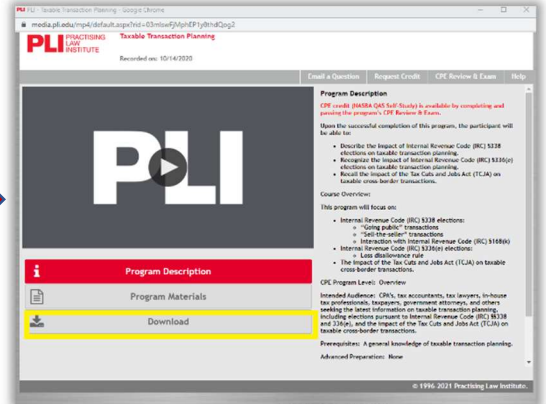 PLI - Taxable Transaction Planning - Google Chrome
media.pli.edu/mp4/default.aspx?rid=
PLI PRACTISING LAW INSTITUTE
Taxable Transaction Planning
Recorded on: 10/14/2020
Email a Question Request Credit CPE Review & Exam Help
PLI
Program Description
Program Materials
Download
Program Description
CPE credit (NASBA QAS Self-Study) is available by completing and
passing the program's CPE Review & Exam.
Upon the successful completion of this program, the participant will
be able to:
Describe the impact of Internal Revenue Code (IRC) §338
elections on taxable transaction planning.
Recognize the impact of Internal Revenue Code (IRC) §336(e)
elections on taxable transaction planning.
Recall the impact of the Tax Cuts and Jobs Act (TCJA) on
taxable cross-border transactions.
Course Overview:
This program will focus on:
Internal Revenue Code (IRC) §338 elections:
"Going public" transactions
"Sell-the-seller" transactions
Interaction with Internal Revenue Code (IRC) §168(k)
Internal Revenue Code (IRC) §336(e) elections:
Loss disallowance rule
The impact of the Tax Cuts and Jobs Act (TCJA) on taxable
cross-border transactions.
CPE Program Level: Overview
Intended Audience: CPA's, tax accountants, tax lawyers, in-house
tax professionals, taxpayers, government attorneys, and others
seeking the latest information on taxable transaction planning,
including elections pursuant to Internal Revenue Code (IRC) §§338
and 336(e), and the impact of the Tax Cuts and Jobs Act (TCJA) on
taxable cross-border transactions.
Prerequisites: A general knowledge of taxable transaction planning.
Advanced Preparation: None
© 1996-2021 Practising Law Institute.